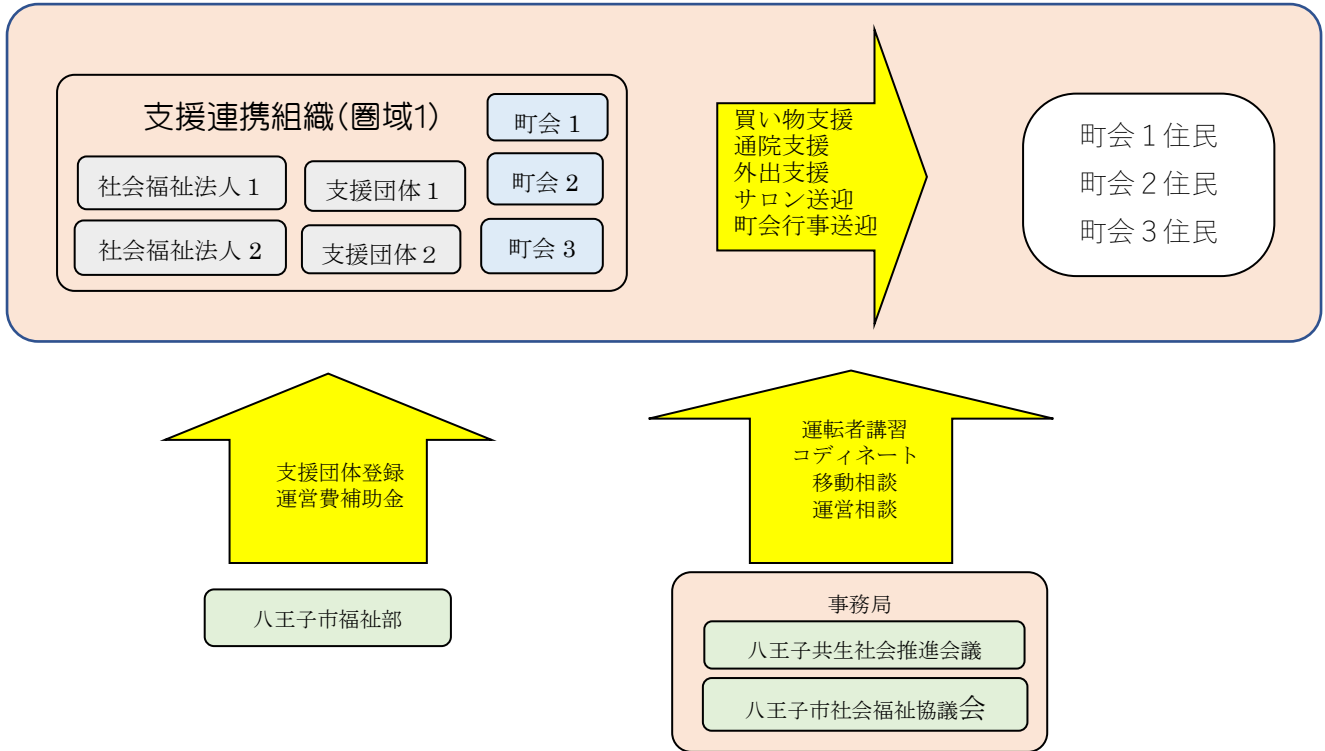 支援連携組織(圏域1)
町会１
社会福祉法人１
支援団体１
町会２
社会福祉法人２
支援団体２
町会３
買い物支援
通院支援
外出支援
サロン送迎
町会行事送迎
町会１住民
町会２住民
町会３住民
支援団体登録
運営費補助金
運転者講習
コディネート
移動相談
運営相談
八王子市福祉部
事務局
八王子共生社会推進会議
八王子市社会福祉協議会